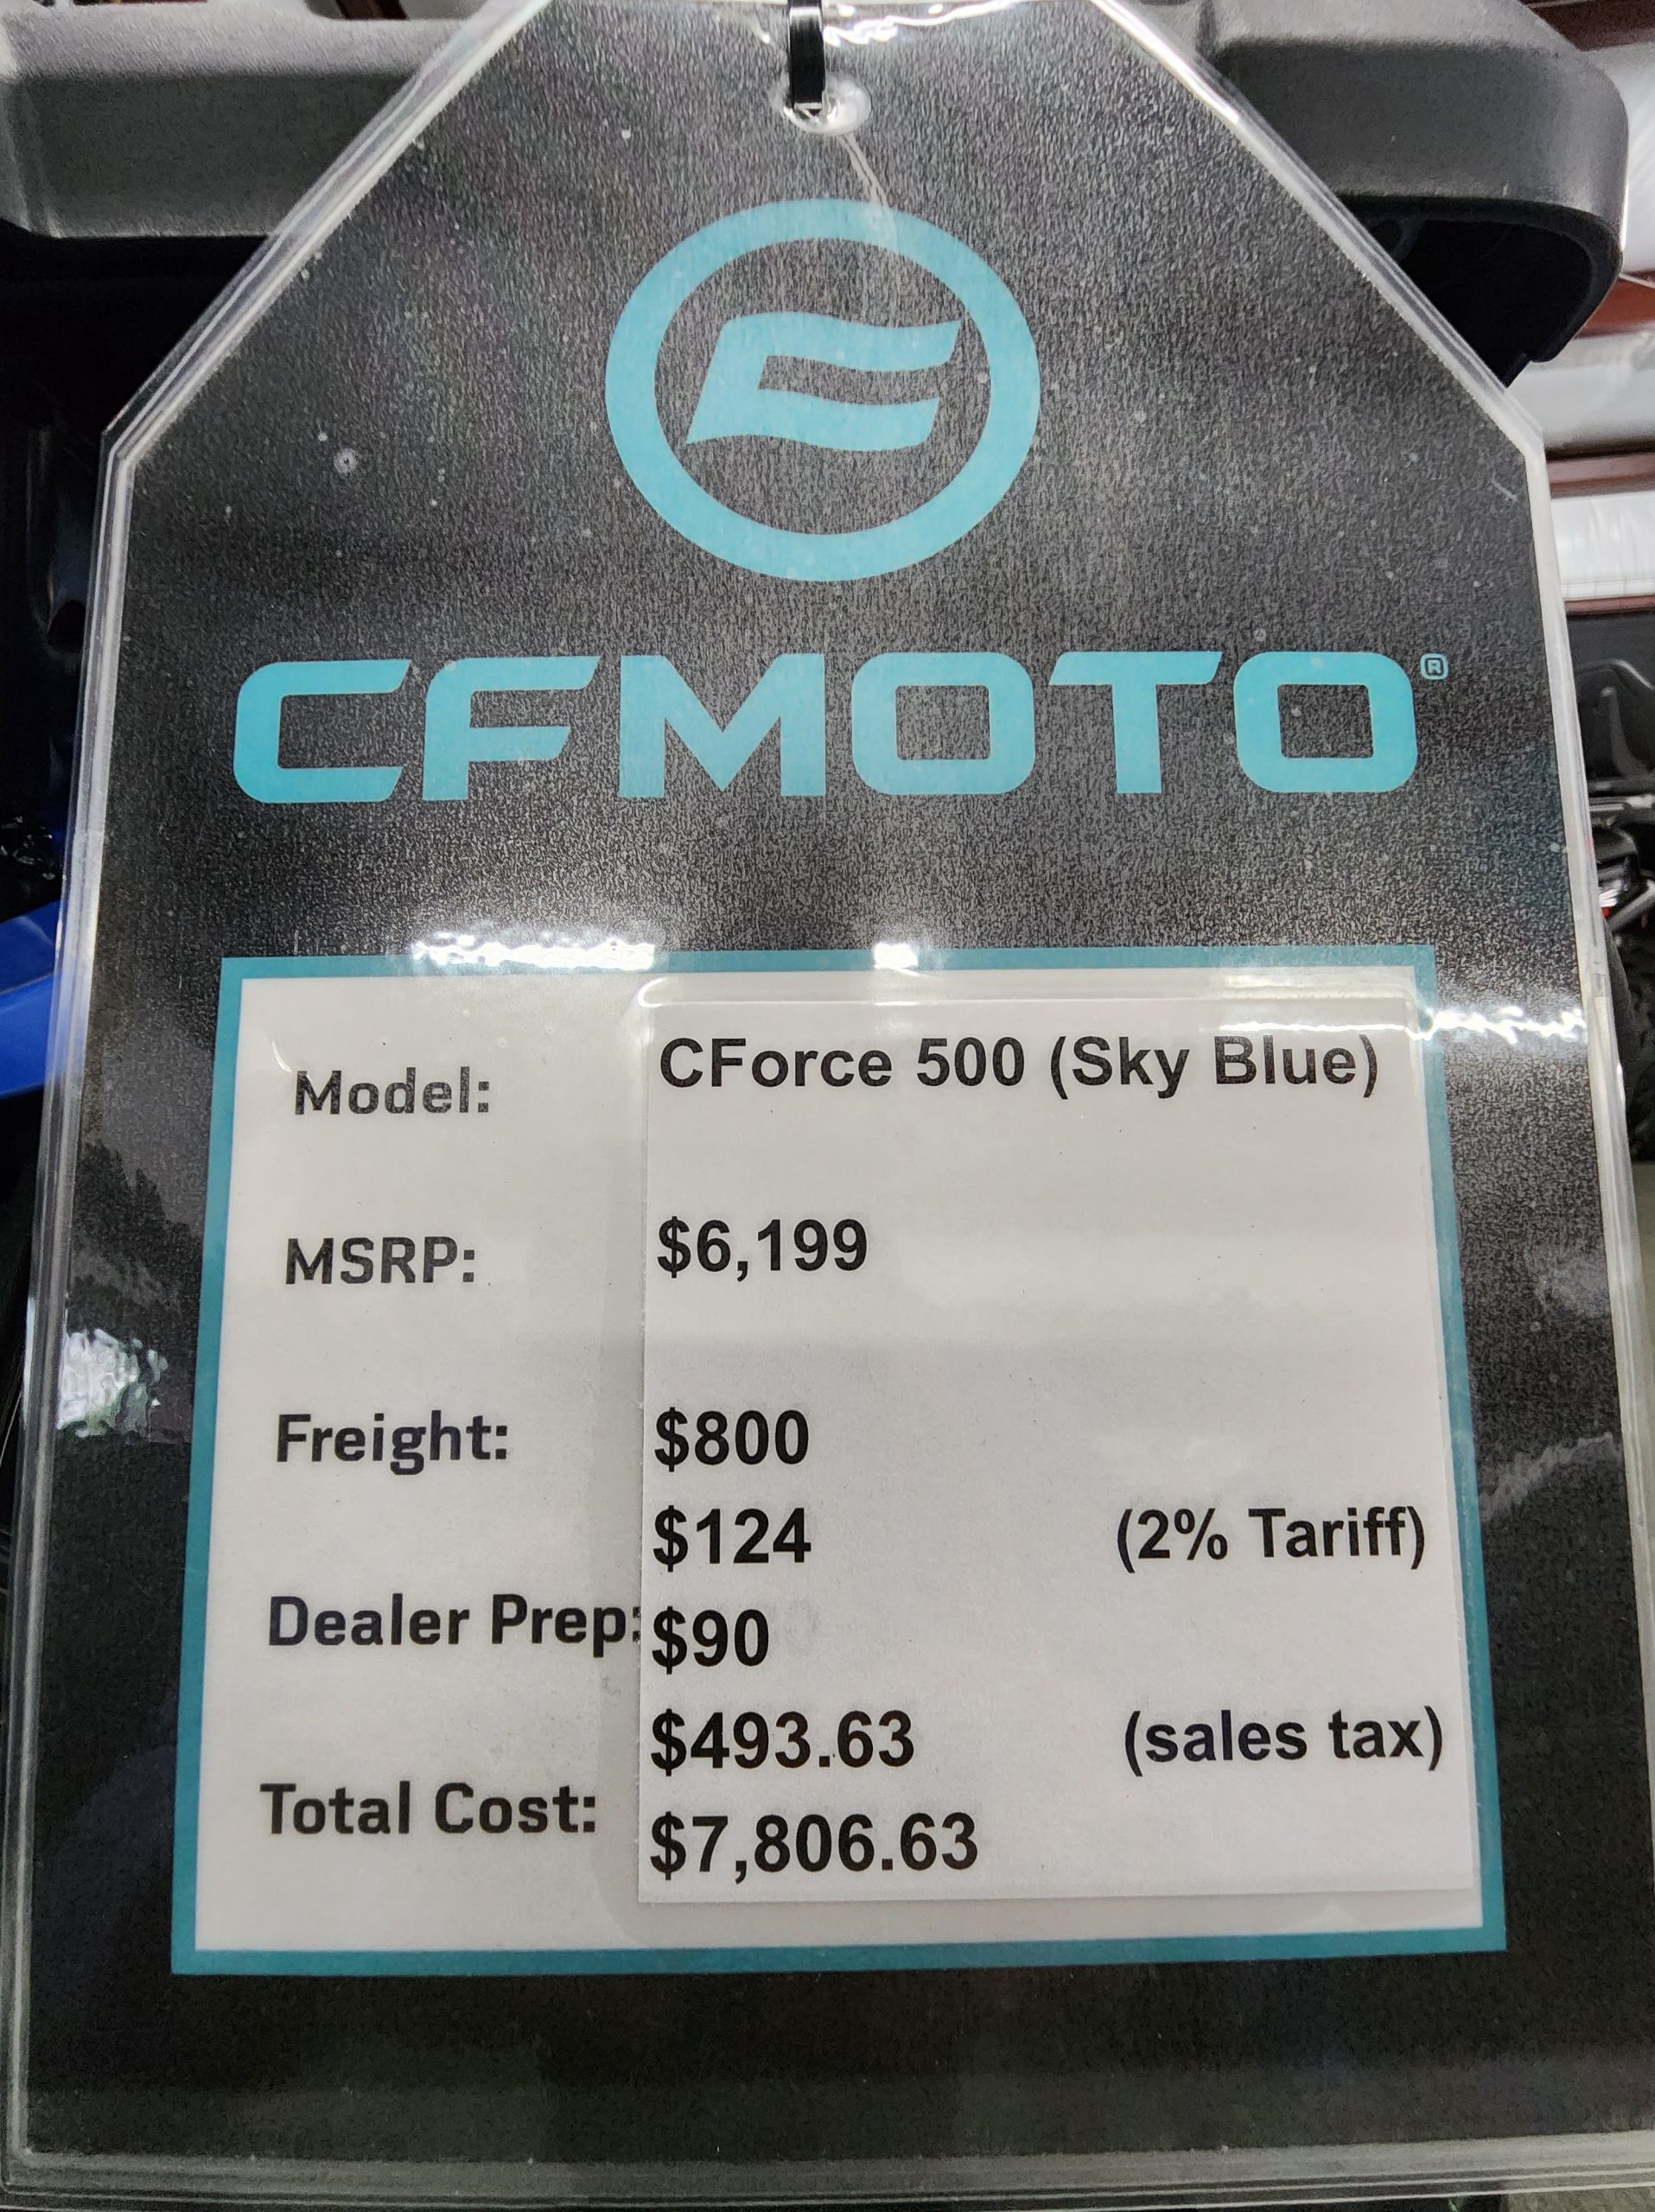 CFMOTO®
Model: CForce 500 (Sky Blue)
MSRP: $6,199
Freight: $800
$124 (2% Tariff)
Dealer Prep: $90
$493.63 (sales tax)
Total Cost: $7,806.63